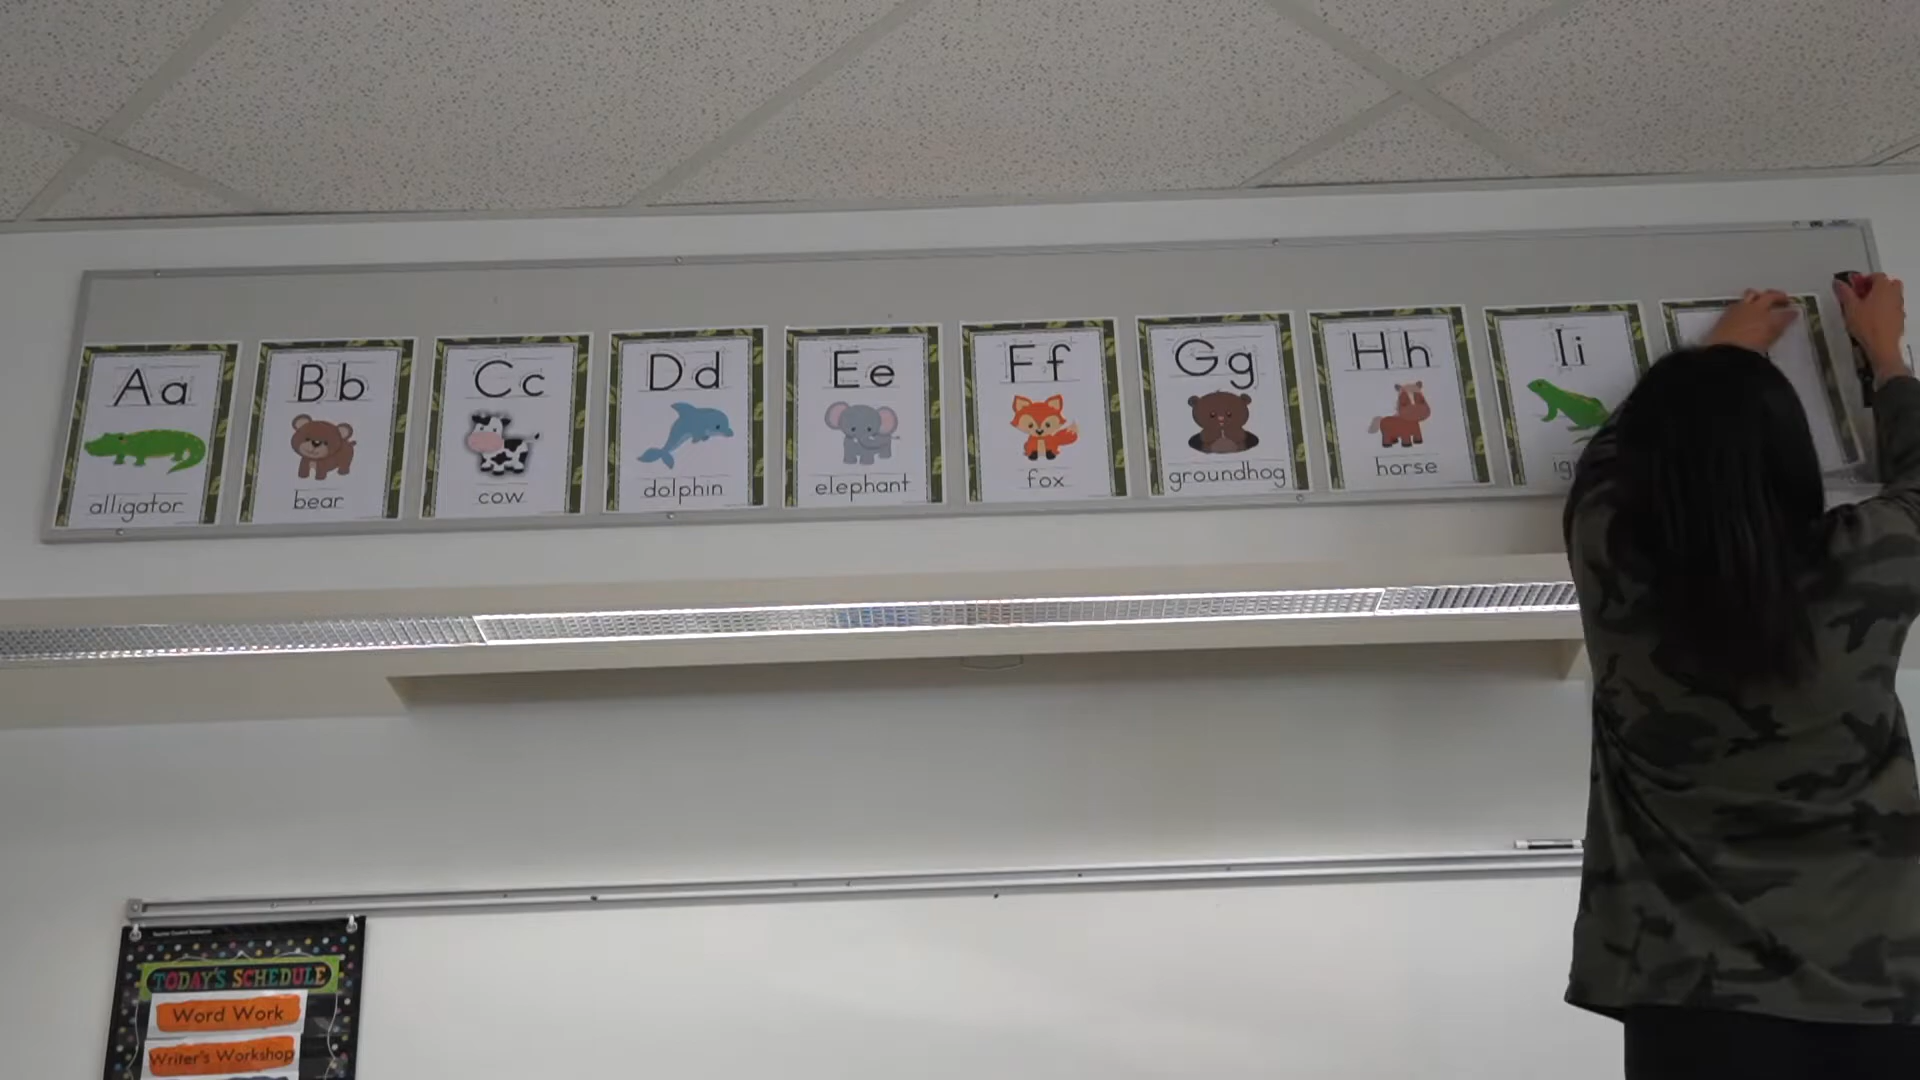 Aa
alligator
Bb
bear
Cc
cow
Dd
dolphin
Ee
elephant
Ff
fox
Gg
groundhog
Hh
horse
Ii
TODAY'S SCHEDULE
Word Work
Writer's Workshop